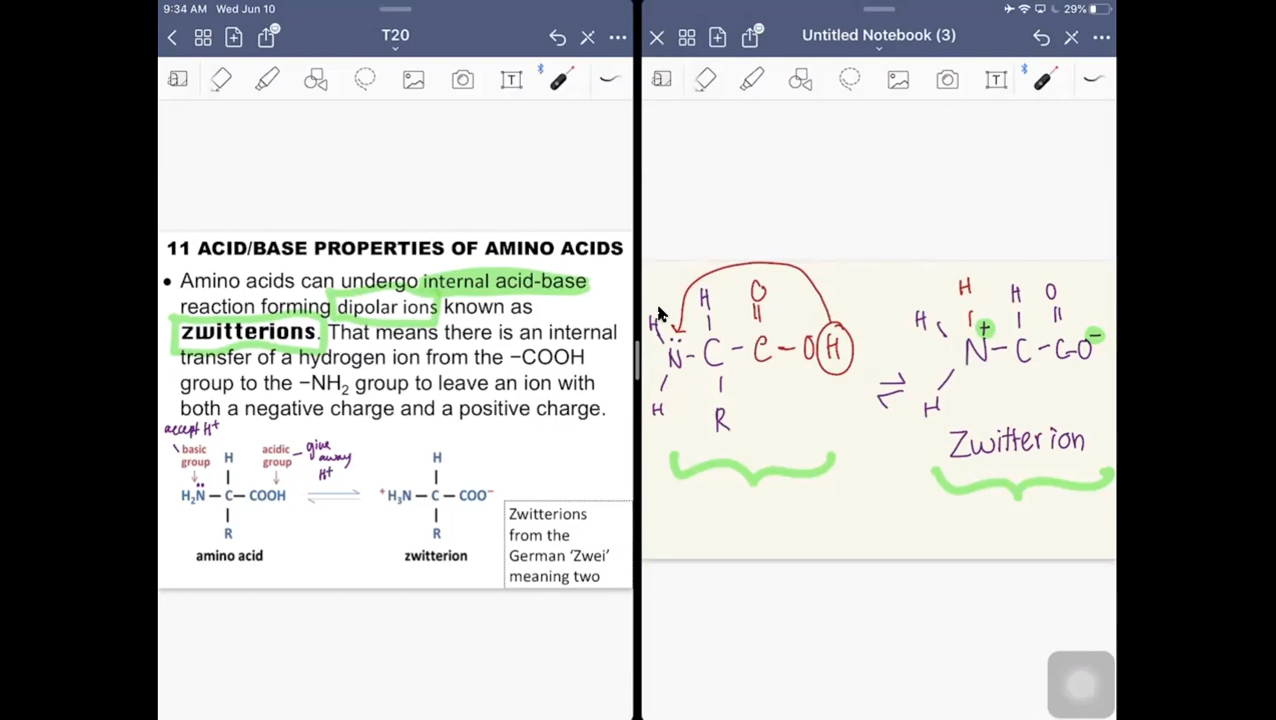 9:34 AM Wed Jun 10
29%
T20
Untitled Notebook (3)
11 ACID/BASE PROPERTIES OF AMINO ACIDS
• Amino acids can undergo internal acid-base
reaction forming dipolar ions known as
zwitterions. That means there is an internal
transfer of a hydrogen ion from the −COOH
group to the −NH₂ group to leave an ion with
both a negative charge and a positive charge.
accept H⁺
basic group
H
acidic group
give away H⁺
H
H₂N — C — COOH
⁺H₃N — C — COO⁻
R
R
amino acid
zwitterion
Zwitterions
from the
German ‘Zwei’
meaning two
H O
H
N - C - C - OH
H
R
H H O
H +
N - C - C - O −
H
Zwitter ion